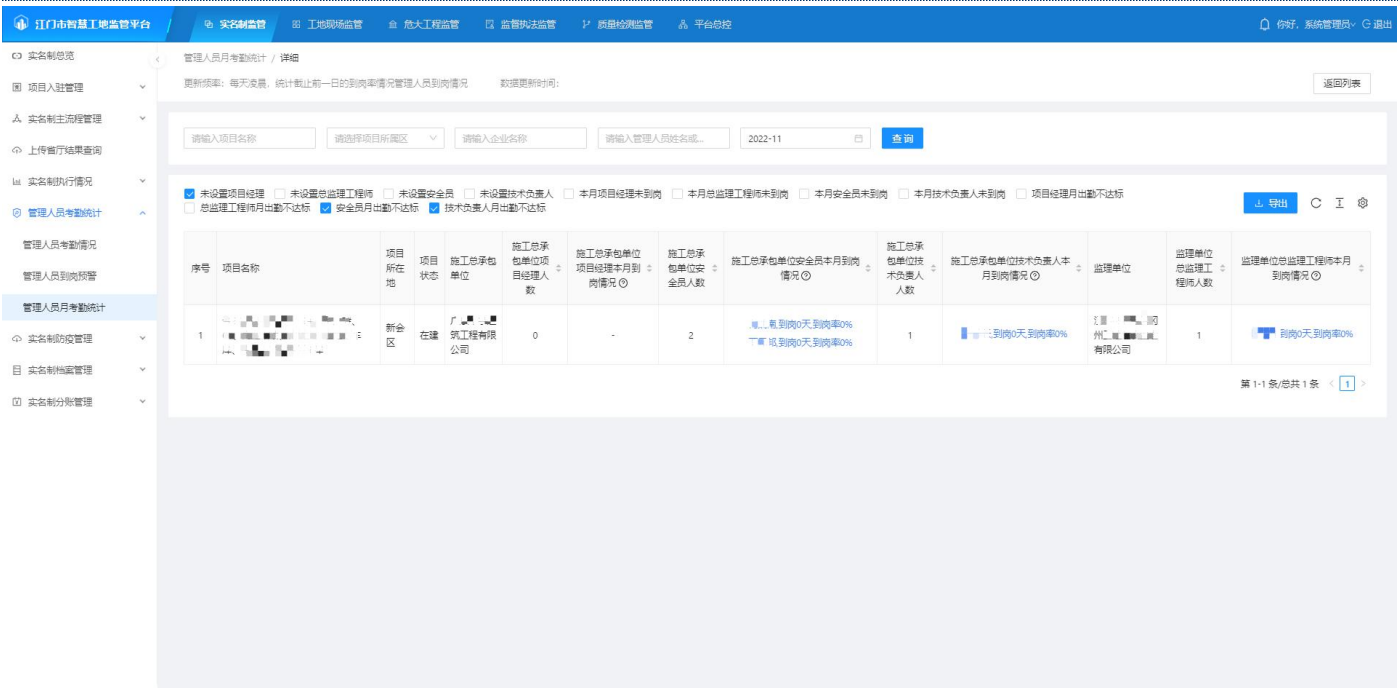 江门市智慧工地监管平台
实名制监管 工地现场监管 危大工程监管 监督执法监管 质量检测监管 平台总控
你好，系统管理员 退出
实名制总览
项目入驻管理
实名制主流程管理
上传省厅结果查询
实名制执行情况
管理人员考勤统计
管理人员考勤情况
管理人员到岗预警
管理人员月考勤统计
实名制防疫管理
实名制档案管理
实名制分账管理
管理人员月考勤统计 / 详细
更新频率：每天凌晨，统计截止前一日的到岗率情况管理人员到岗情况 数据更新时间：
返回列表
请输入项目名称 请选择项目所属区 请输入企业名称 请输入管理人员姓名或... 2022-11 查询
未设置项目经理 未设置总监理工程师 未设置安全员 未设置技术负责人 本月项目经理未到岗 本月总监理工程师未到岗 本月安全员未到岗 本月技术负责人未到岗 项目经理月出勤不达标
总监理工程师月出勤不达标 安全员月出勤不达标 技术负责人月出勤不达标
导出
序号 项目名称 项目所在地 项目状态 施工总承包单位 施工总承包单位项目经理人数 施工总承包单位项目经理本月到岗情况 施工总承包单位安全员人数 施工总承包单位安全员本月到岗情况 施工总承包单位技术负责人人数 施工总承包单位技术负责人本月到岗情况 监理单位 监理单位总监理工程师人数 监理单位总监理工程师本月到岗情况
1 新会区 在建 筑工程有限公司 0 - 2 到岗0天,到岗率0%
到岗0天,到岗率0%
1 到岗0天,到岗率0% 州 有限公司 1 到岗0天,到岗率0%
第 1-1 条/总共 1 条 < 1 >